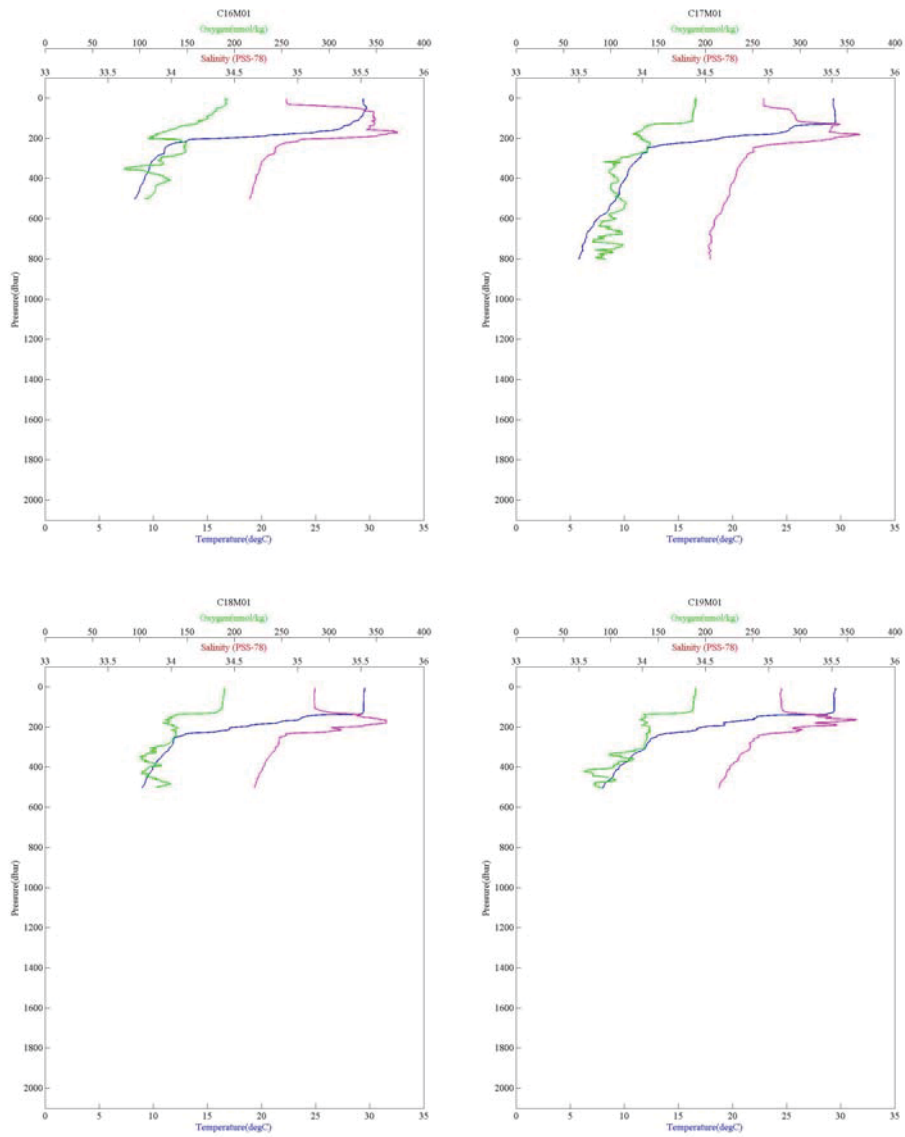 C16M01
Oxygen(umol/kg)
0 50 100 150 200 250 300 350 400
Salinity (PSS-78)
33 33.5 34 34.5 35 35.5 36
Pressure(dbar)
0
200
400
600
800
1000
1200
1400
1600
1800
2000
0 5 10 15 20 25 30 35
Temperature(degC)
C17M01
Oxygen(umol/kg)
0 50 100 150 200 250 300 350 400
Salinity (PSS-78)
33 33.5 34 34.5 35 35.5 36
Pressure(dbar)
0
200
400
600
800
1000
1200
1400
1600
1800
2000
0 5 10 15 20 25 30 35
Temperature(degC)
C18M01
Oxygen(umol/kg)
0 50 100 150 200 250 300 350 400
Salinity (PSS-78)
33 33.5 34 34.5 35 35.5 36
Pressure(dbar)
0
200
400
600
800
1000
1200
1400
1600
1800
2000
0 5 10 15 20 25 30 35
Temperature(degC)
C19M01
Oxygen(umol/kg)
0 50 100 150 200 250 300 350 400
Salinity (PSS-78)
33 33.5 34 34.5 35 35.5 36
Pressure(dbar)
0
200
400
600
800
1000
1200
1400
1600
1800
2000
0 5 10 15 20 25 30 35
Temperature(degC)